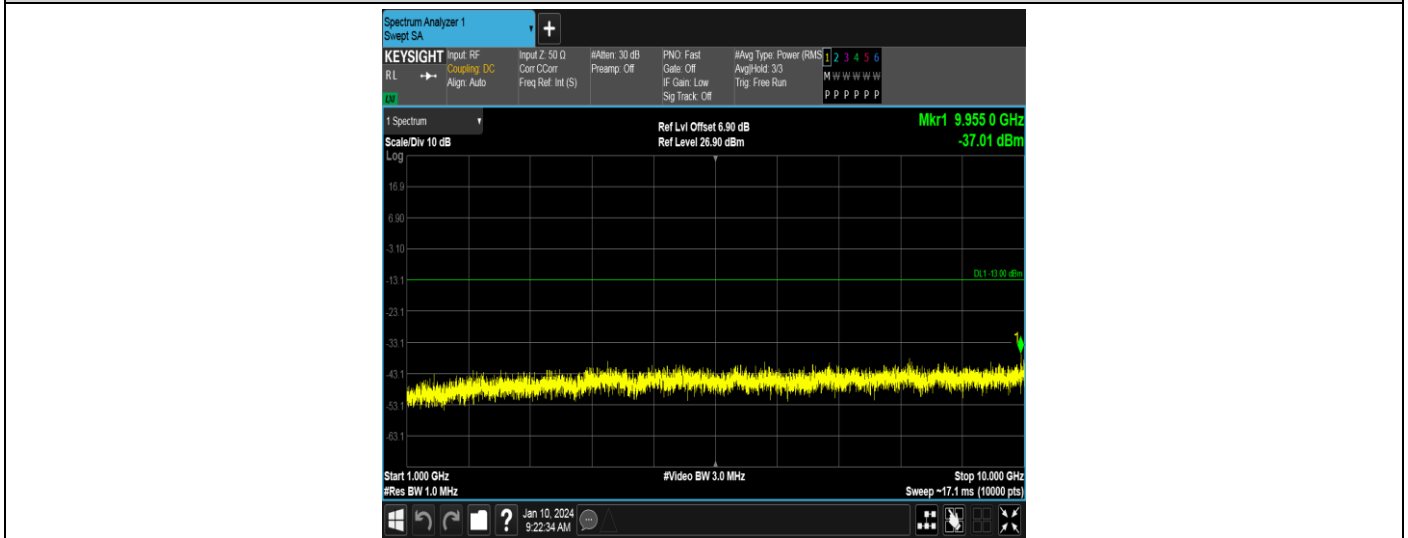 Spectrum Analyzer 1
Swept SA
+
KEYSIGHT
RL
LXI
Input: RF
Coupling: DC
Align: Auto
Input Z: 50 Ω
Corr CCorr
Freq Ref: Int (S)
#Atten: 30 dB
Preamp: Off
PNO: Fast
Gate: Off
IF Gain: Low
Sig Track: Off
#Avg Type: Power (RMS
Avg|Hold: 3/3
Trig: Free Run
1 2 3 4 5 6
M W W W W W
P P P P P P
1 Spectrum
Scale/Div 10 dB
Log
Ref Lvl Offset 6.90 dB
Ref Level 26.90 dBm
Mkr1 9.955 0 GHz
-37.01 dBm
16.9
6.90
-3.10
DL1 -13.00 dBm
-13.1
-23.1
-33.1
1
-43.1
-53.1
-63.1
Start 1.000 GHz
#Res BW 1.0 MHz
#Video BW 3.0 MHz
Stop 10.000 GHz
Sweep ~17.1 ms (10000 pts)
?
Jan 10, 2024
9:22:34 AM